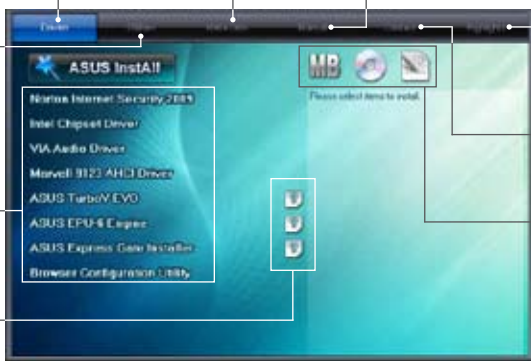 Drivers
ASUS InstAll
MB
Please select items to install.
Norton Internet Security 2009
Intel Chipset Driver
VIA Audio Driver
Marvell 9123 AHCI Driver
ASUS TurboV EVO
ASUS EPU-6 Engine
ASUS Express Gate Installer
Browser Configuration Utility